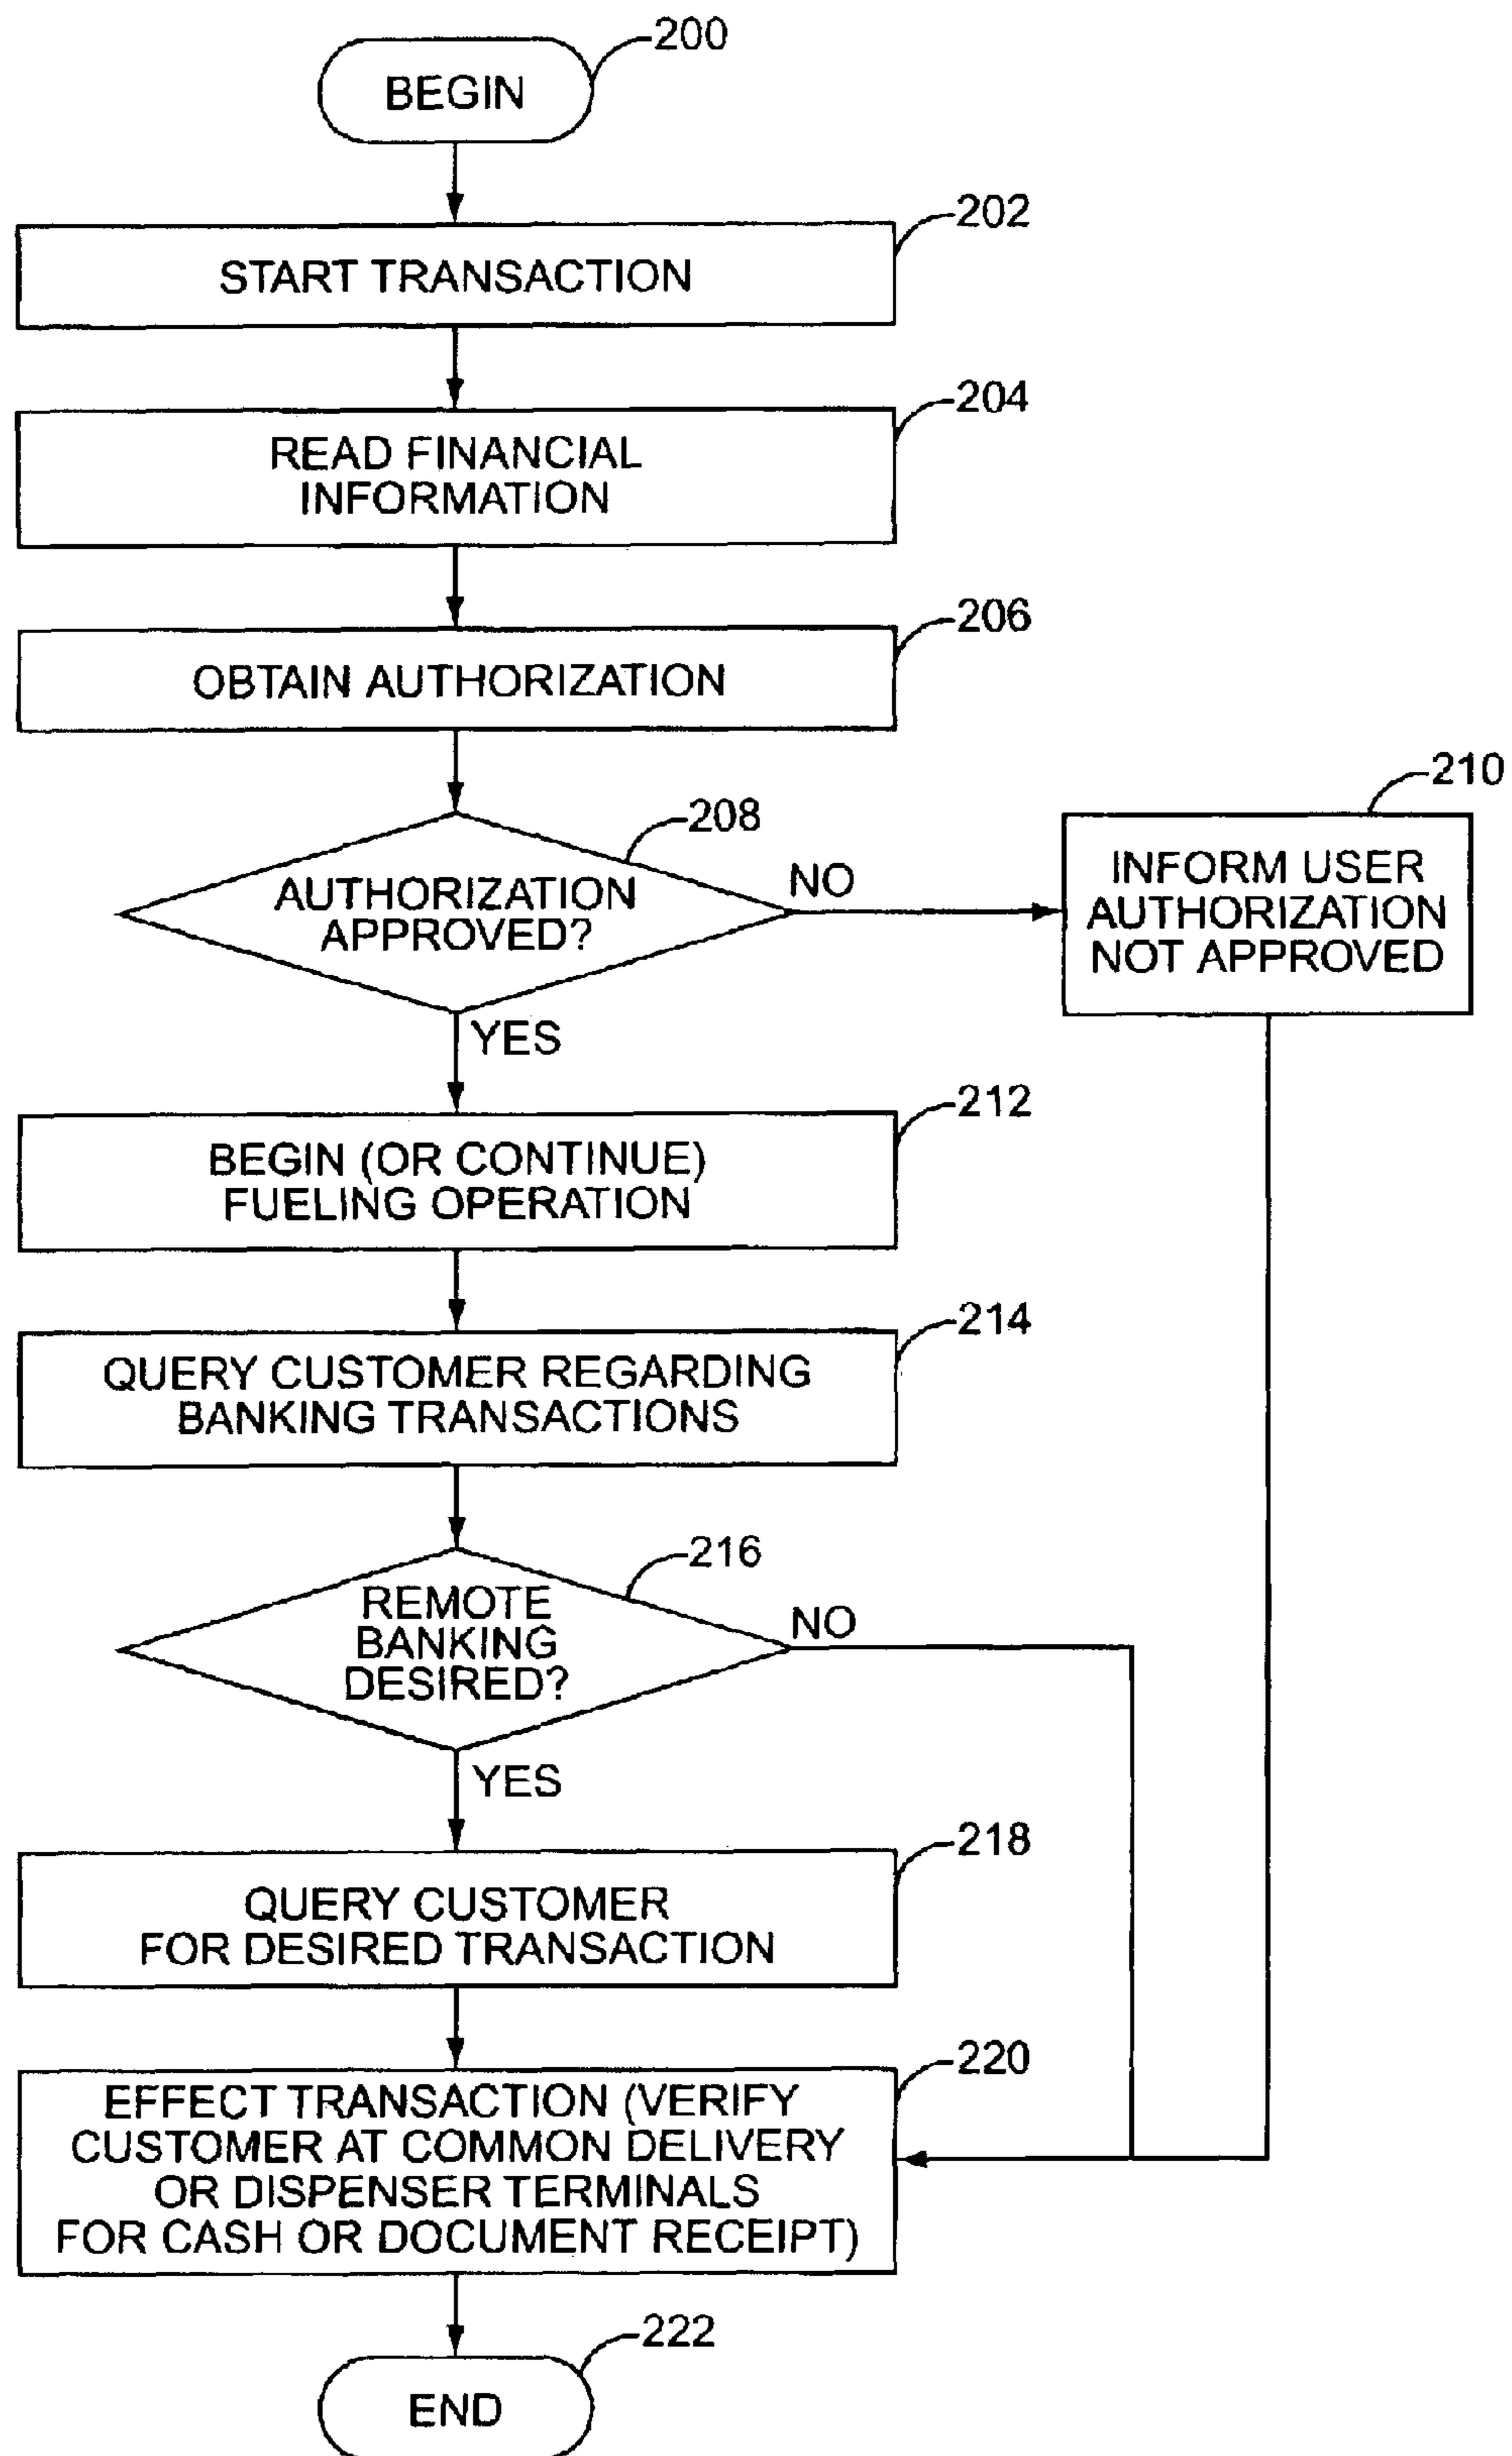 200
BEGIN
202
START TRANSACTION
204
READ FINANCIAL
INFORMATION
206
OBTAIN AUTHORIZATION
208
AUTHORIZATION
APPROVED?
NO
210
INFORM USER
AUTHORIZATION
NOT APPROVED
YES
212
BEGIN (OR CONTINUE)
FUELING OPERATION
214
QUERY CUSTOMER REGARDING
BANKING TRANSACTIONS
216
REMOTE
BANKING
DESIRED?
NO
YES
218
QUERY CUSTOMER
FOR DESIRED TRANSACTION
220
EFFECT TRANSACTION (VERIFY
CUSTOMER AT COMMON DELIVERY
OR DISPENSER TERMINALS
FOR CASH OR DOCUMENT RECEIPT)
222
END